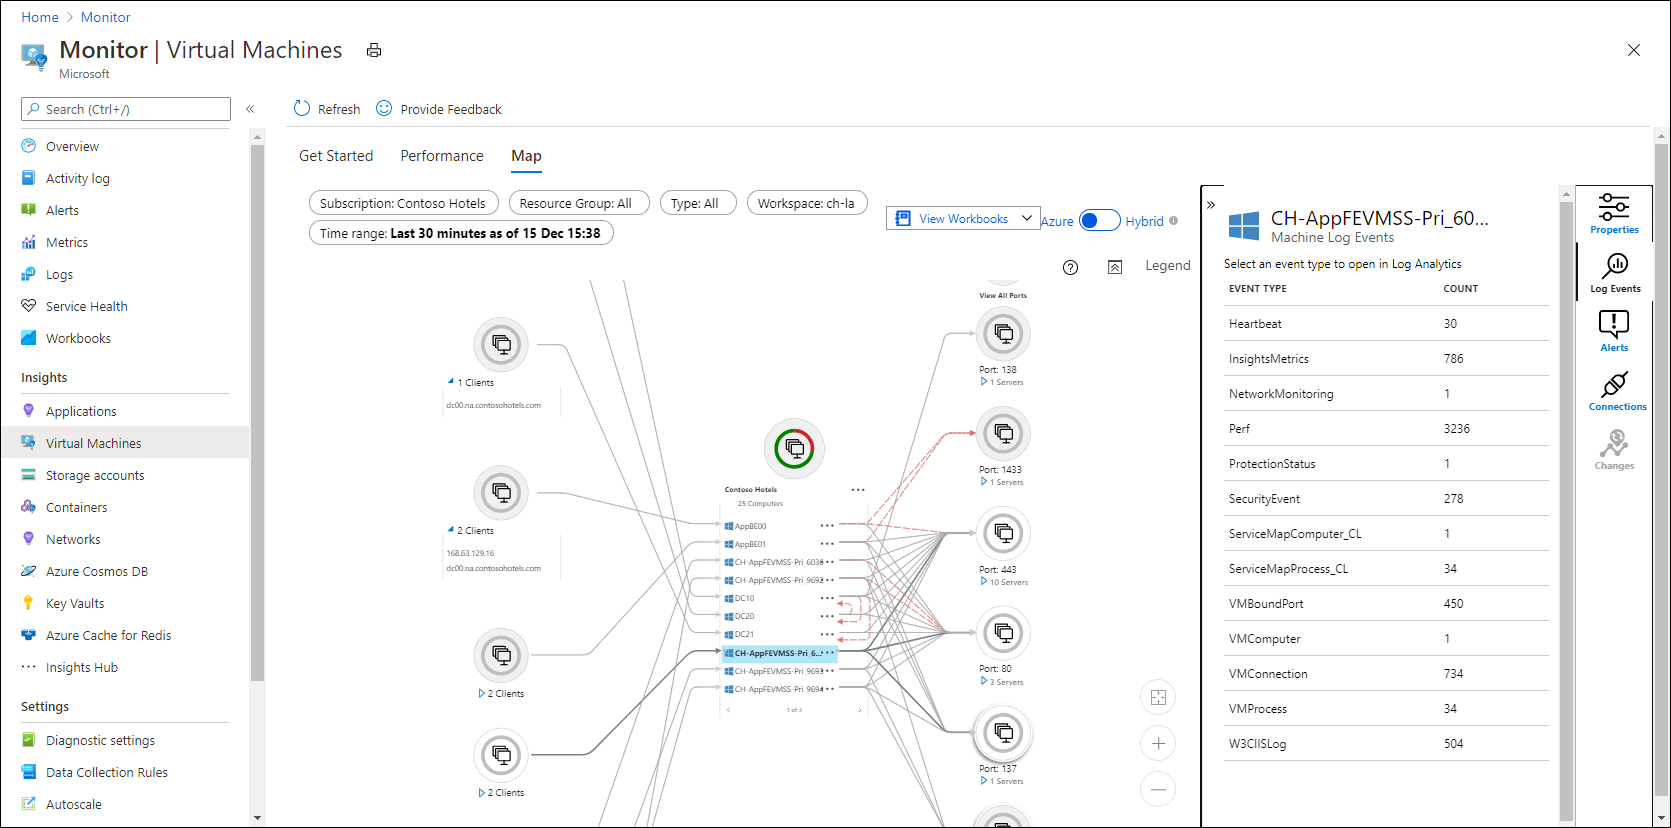 Home > Monitor
Monitor | Virtual Machines
Microsoft
Search (Ctrl+/)
«
Overview
Activity log
Alerts
Metrics
Logs
Service Health
Workbooks
Insights
Applications
Virtual Machines
Storage accounts
Containers
Networks
Azure Cosmos DB
Key Vaults
Azure Cache for Redis
Insights Hub
Settings
Diagnostic settings
Data Collection Rules
Autoscale
Refresh
Provide Feedback
Get Started
Performance
Map
Subscription: Contoso Hotels
Resource Group: All
Type: All
Workspace: ch-la
Time range: Last 30 minutes as of 15 Dec 15:38
View Workbooks
Azure
Hybrid
Legend
1 Clients
dc00.na.contosohotels.com
2 Clients
168.63.129.16
dc00.na.contosohotels.com
2 Clients
2 Clients
Contoso Hotels
25 Computers
AppBE00
AppBE01
CH-AppFEVMSS-Pri_6036
CH-AppFEVMSS-Pri_9692
DC10
DC20
DC21
CH-AppFEVMSS-Pri_6...
CH-AppFEVMSS-Pri_9693
CH-AppFEVMSS-Pri_9694
1 of 3
View All Ports
Port: 138
1 Servers
Port: 1433
1 Servers
Port: 443
10 Servers
Port: 80
3 Servers
Port: 137
1 Servers
»
CH-AppFEVMSS-Pri_60...
Machine Log Events
Select an event type to open in Log Analytics
EVENT TYPE COUNT
Heartbeat 30
InsightsMetrics 786
NetworkMonitoring 1
Perf 3236
ProtectionStatus 1
SecurityEvent 278
ServiceMapComputer_CL 1
ServiceMapProcess_CL 34
VMBoundPort 450
VMComputer 1
VMConnection 734
VMProcess 34
W3CIISLog 504
Properties
Log Events
Alerts
Connections
Changes